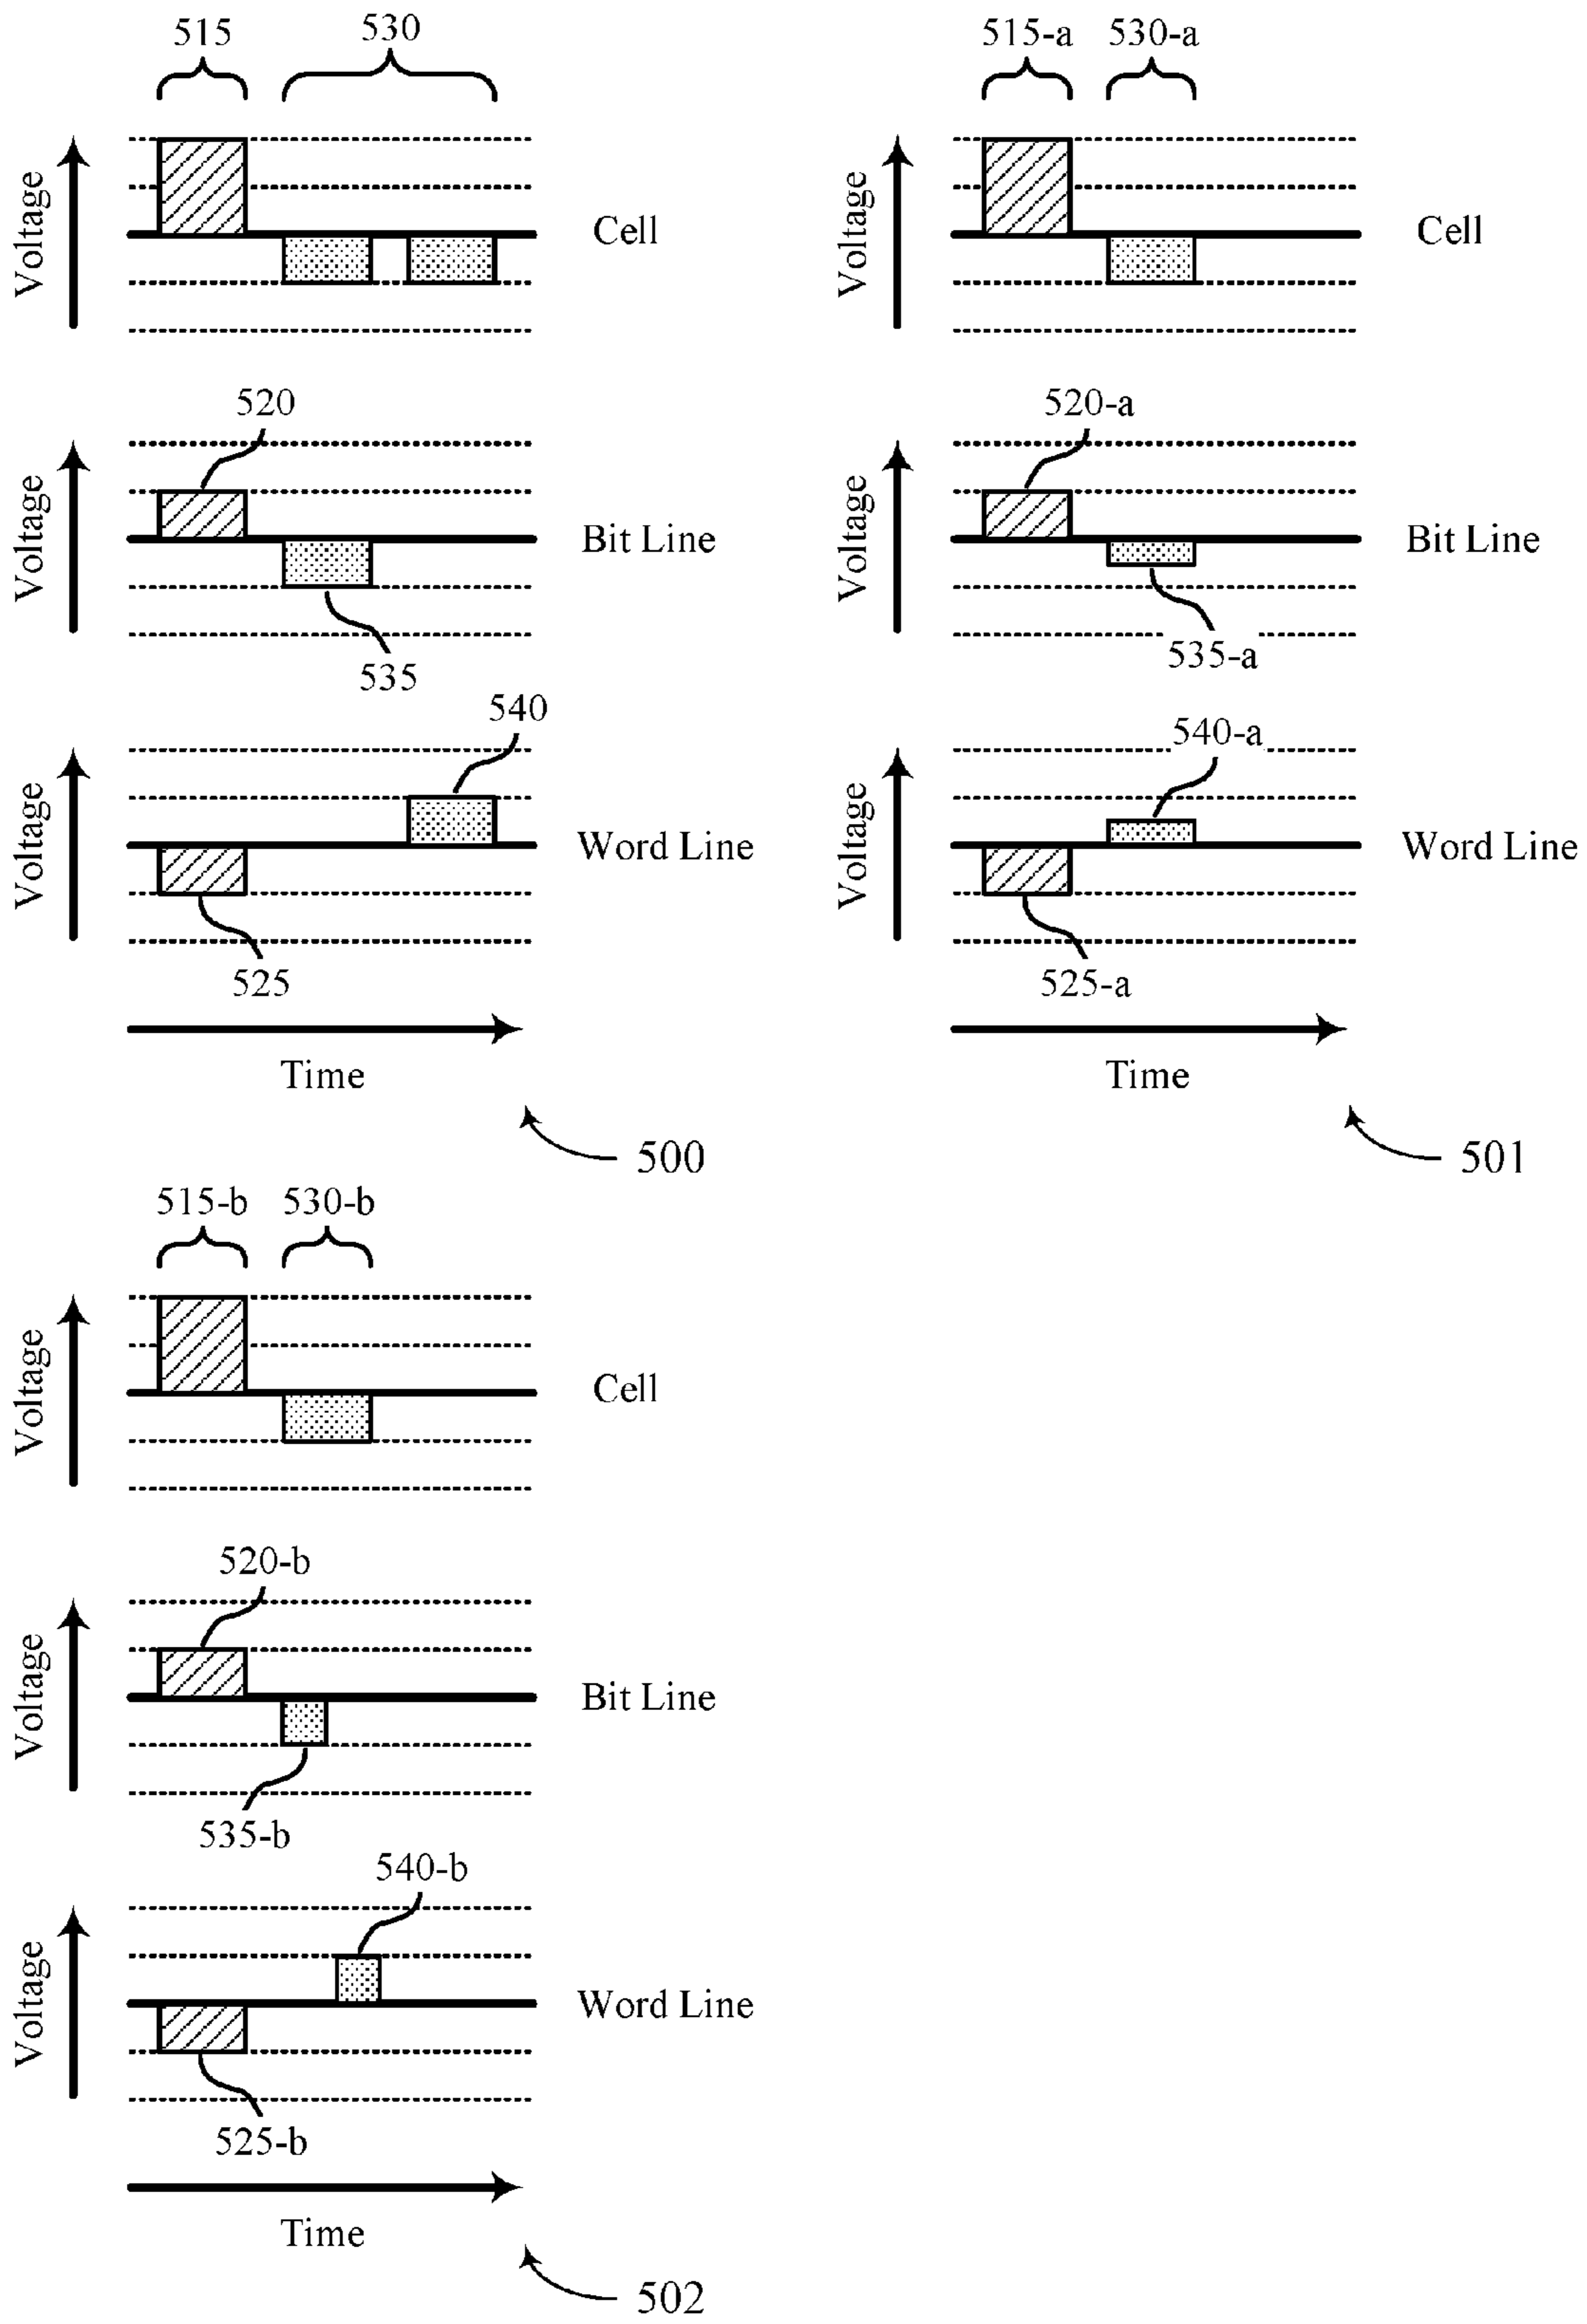 515 530 515-a 530-a
Voltage Cell Voltage Cell
520 520-a
Voltage Bit Line Voltage Bit Line
535 535-a
540 540-a
Voltage Word Line Voltage Word Line
525 525-a
Time Time
500 501
515-b 530-b
Voltage Cell
520-b
Voltage Bit Line
535-b
540-b
Voltage Word Line
525-b
Time
502